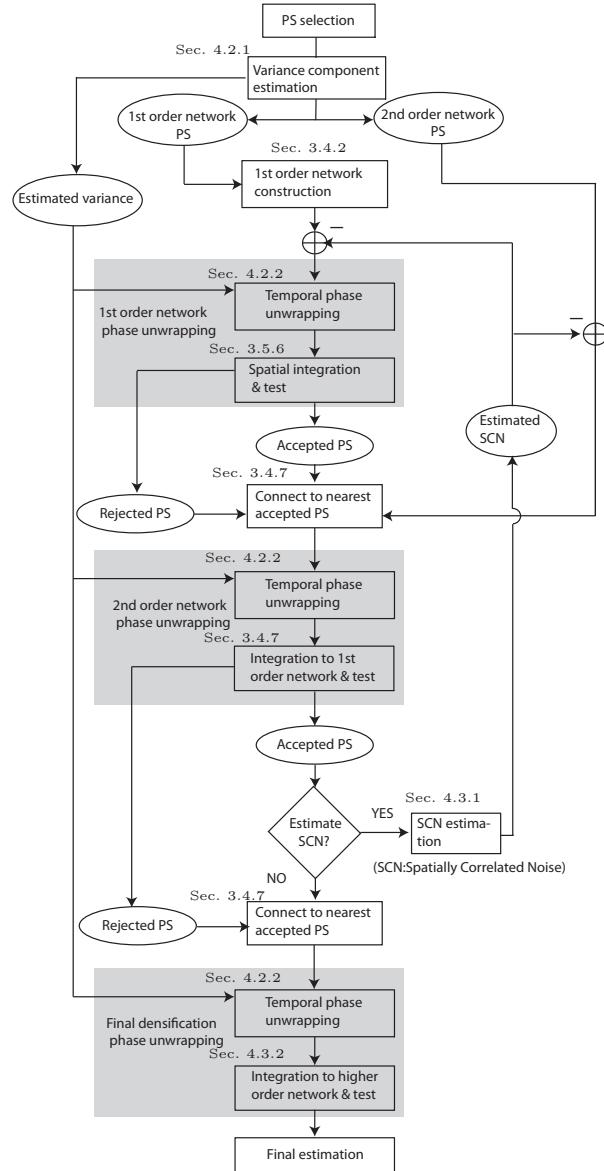 PS selection
Sec. 4.2.1
Variance component
estimation
1st order network
PS
2nd order network
PS
Sec. 3.4.2
1st order network
construction
Estimated variance
−
Sec. 4.2.2
Temporal phase
unwrapping
1st order network
phase unwrapping
−
Sec. 3.5.6
Spatial integration
& test
Estimated
SCN
Accepted PS
Sec. 3.4.7
Rejected PS
Connect to nearest
accepted PS
Sec. 4.2.2
Temporal phase
unwrapping
2nd order network
phase unwrapping
Sec. 3.4.7
Integration to 1st
order network & test
Accepted PS
Estimate
SCN?
YES
Sec. 4.3.1
SCN estima-
tion
(SCN:Spatially Correlated Noise)
NO
Sec. 3.4.7
Rejected PS
Connect to nearest
accepted PS
Sec. 4.2.2
Temporal phase
unwrapping
Final densification
phase unwrapping
Sec. 4.3.2
Integration to higher
order network & test
Final estimation